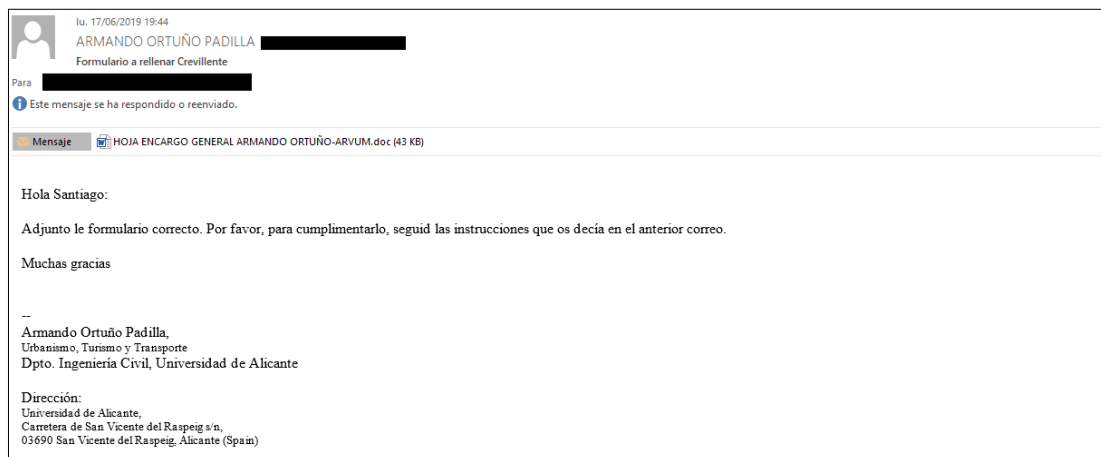 lu. 17/06/2019 19:44
ARMANDO ORTUÑO PADILLA
Formulario a rellenar Crevillente
Para
Este mensaje se ha respondido o reenviado.
Mensaje HOJA ENCARGO GENERAL ARMANDO ORTUÑO-ARVUM.doc (43 KB)
Hola Santiago:
Adjunto le formulario correcto. Por favor, para cumplimentarlo, seguid las instrucciones que os decía en el anterior correo.
Muchas gracias
--
Armando Ortuño Padilla,
Urbanismo, Turismo y Transporte
Dpto. Ingeniería Civil, Universidad de Alicante
Dirección:
Universidad de Alicante,
Carretera de San Vicente del Raspeig s/n,
03690 San Vicente del Raspeig, Alicante (Spain)